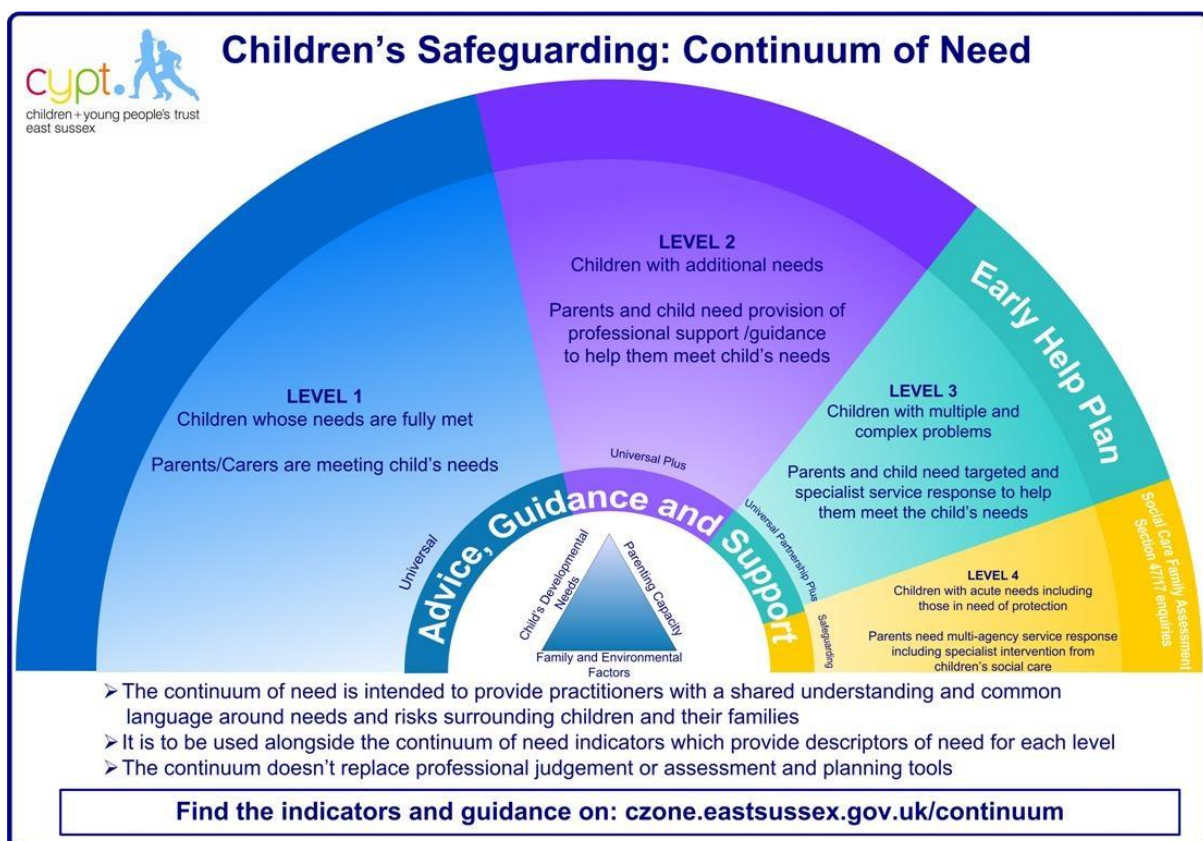 Children's Safeguarding: Continuum of Need
cypt.
children + young people's trust
east sussex
LEVEL 1
Children whose needs are fully met
Parents/Carers are meeting child's needs
LEVEL 2
Children with additional needs
Parents and child need provision of
professional support /guidance
to help them meet child's needs
Early Help Plan
LEVEL 3
Children with multiple and
complex problems
Parents and child need targeted and
specialist service response to help
them meet the child's needs
Social Care Family Assessment
Section 47/17 enquiries
LEVEL 4
Children with acute needs including
those in need of protection
Parents need multi-agency service response
including specialist intervention from
children's social care
Universal
Universal Plus
Universal Partnership Plus
Safeguarding
Advice, Guidance and Support
Child's Developmental
Needs
Parenting Capacity
Family and Environmental
Factors
➤ The continuum of need is intended to provide practitioners with a shared understanding and common
language around needs and risks surrounding children and their families
➤ It is to be used alongside the continuum of need indicators which provide descriptors of need for each level
➤ The continuum doesn't replace professional judgement or assessment and planning tools
Find the indicators and guidance on: czone.eastsussex.gov.uk/continuum